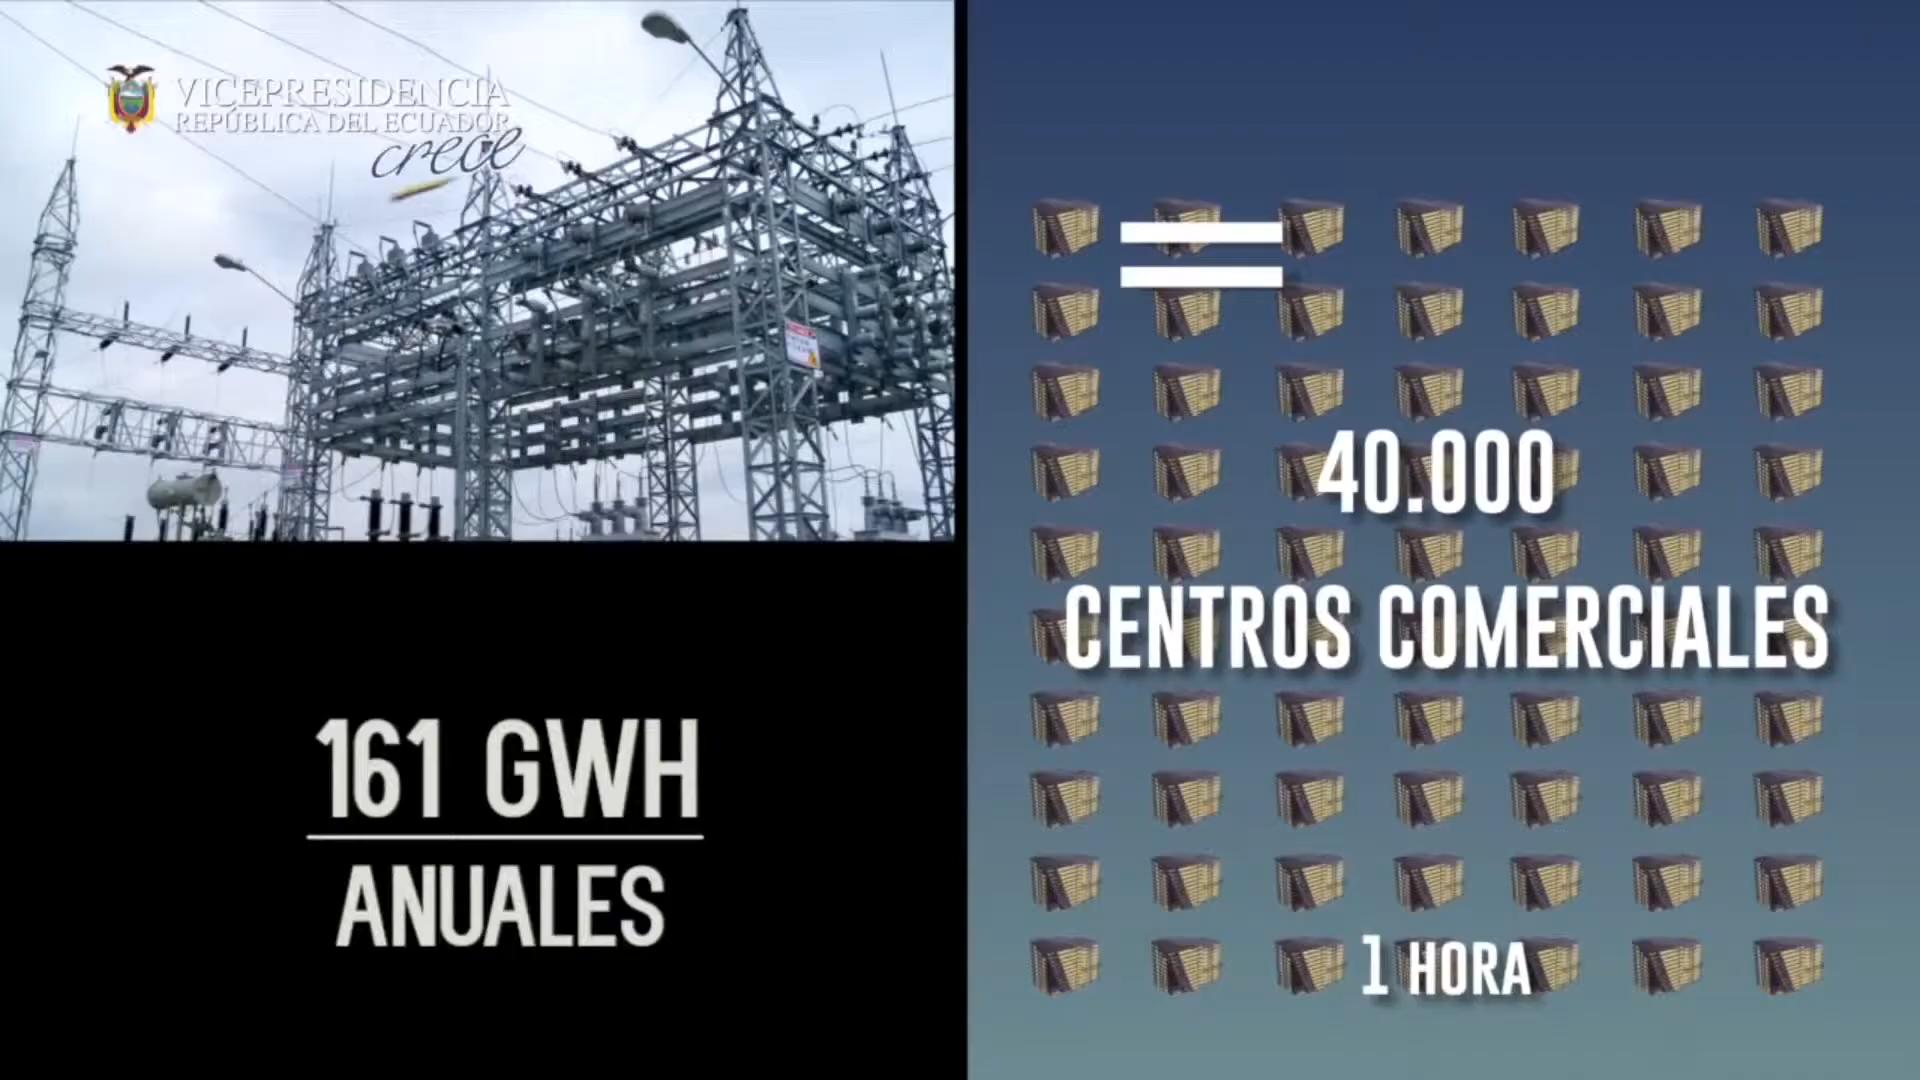 VICEPRESIDENCIA
REPÚBLICA DEL ECUADOR
crece
161 GWH
ANUALES
40.000
CENTROS COMERCIALES
1 HORA